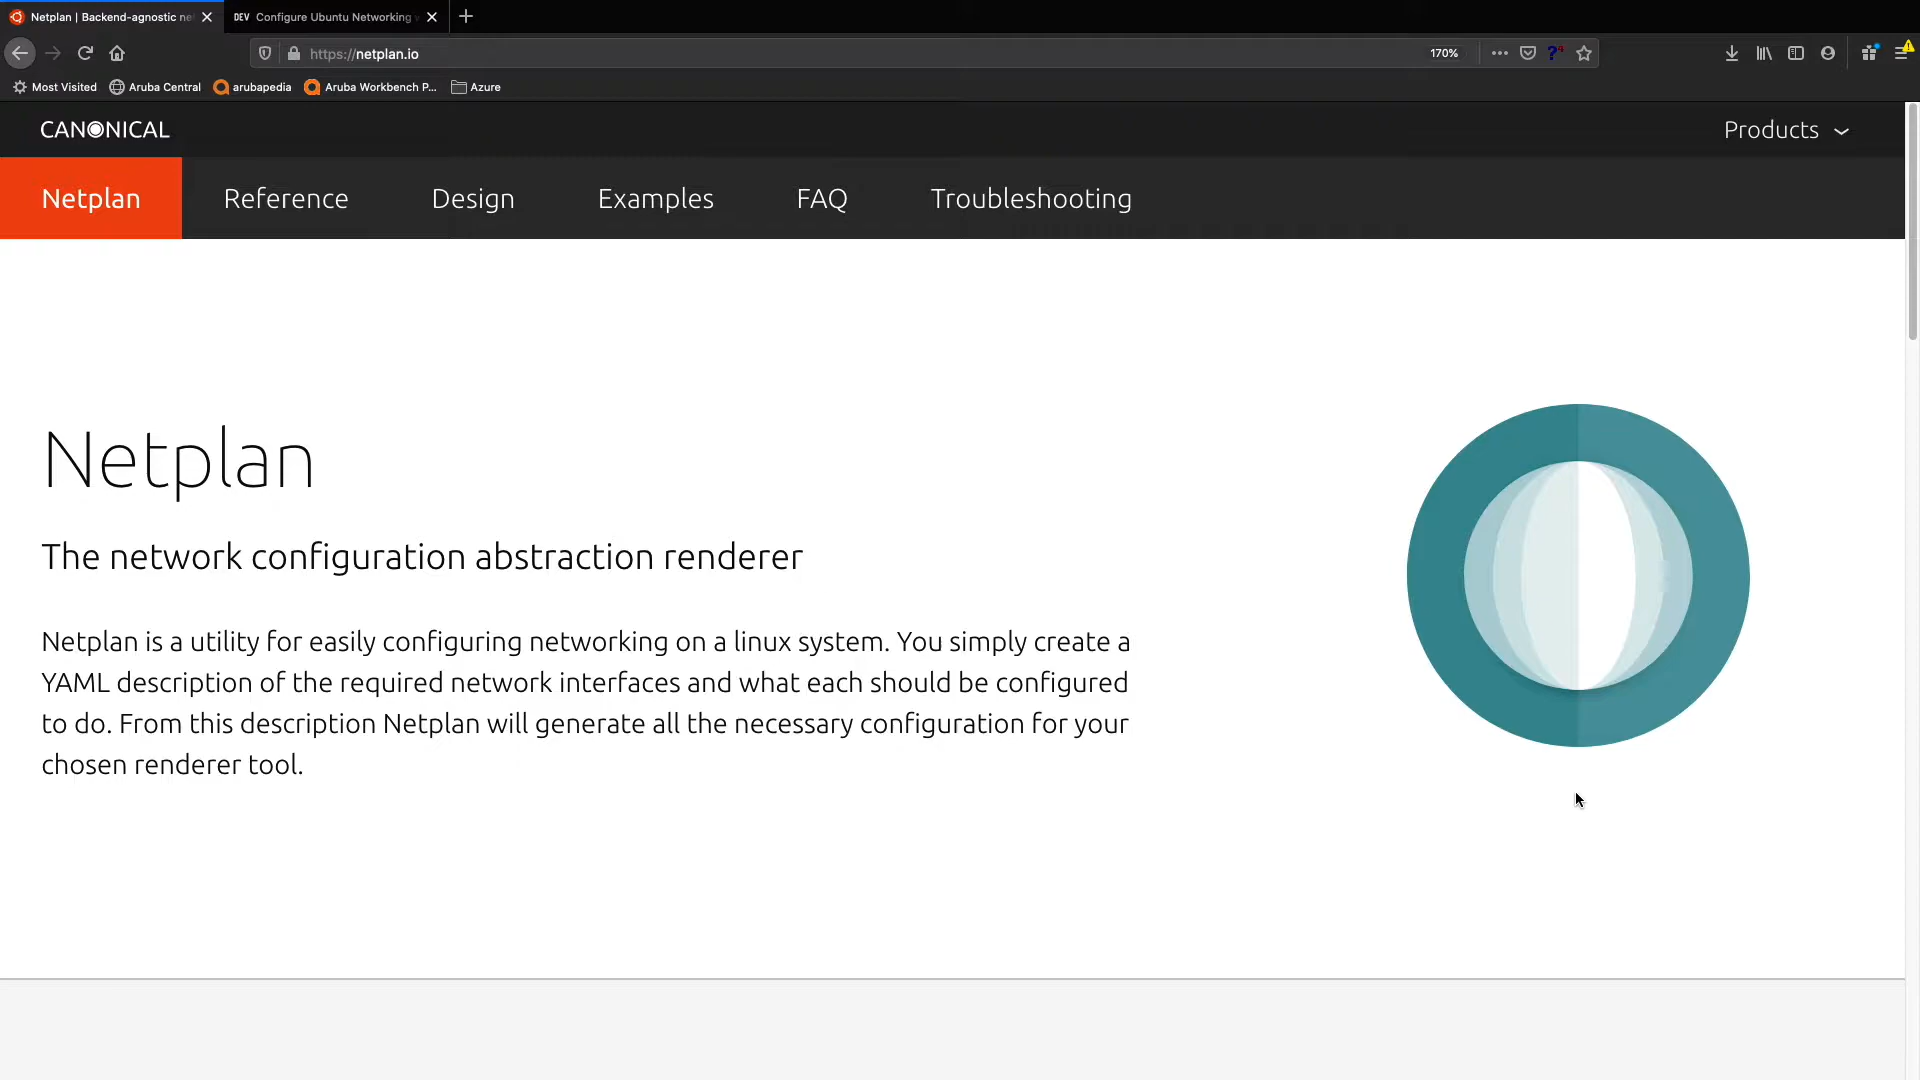 Netplan | Backend-agnostic ne
DEV Configure Ubuntu Networking
https://netplan.io
170%
Most Visited
Aruba Central
arubapedia
Aruba Workbench P...
Azure
CANONICAL
Products
Netplan
Reference
Design
Examples
FAQ
Troubleshooting
Netplan
The network configuration abstraction renderer
Netplan is a utility for easily configuring networking on a linux system. You simply create a
YAML description of the required network interfaces and what each should be configured
to do. From this description Netplan will generate all the necessary configuration for your
chosen renderer tool.